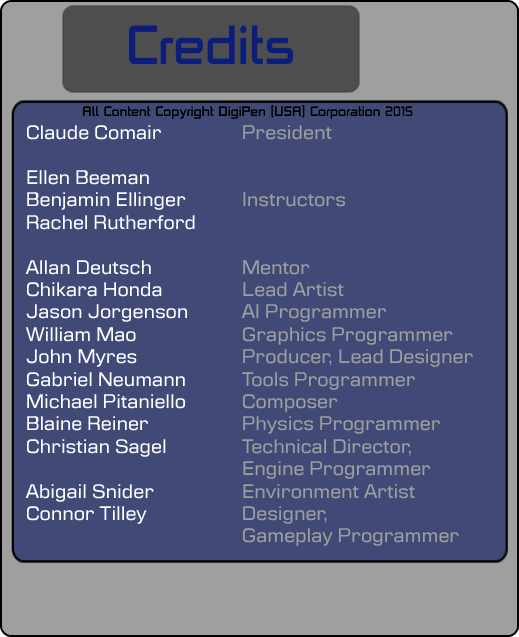 Credits
All Content Copyright DigiPen (USA) Corporation 2015
Claude Comair President
Ellen Beeman
Benjamin Ellinger Instructors
Rachel Rutherford
Allan Deutsch Mentor
Chikara Honda Lead Artist
Jason Jorgenson AI Programmer
William Mao Graphics Programmer
John Myres Producer, Lead Designer
Gabriel Neumann Tools Programmer
Michael Pitaniello Composer
Blaine Reiner Physics Programmer
Christian Sagel Technical Director,
Engine Programmer
Abigail Snider Environment Artist
Connor Tilley Designer,
Gameplay Programmer